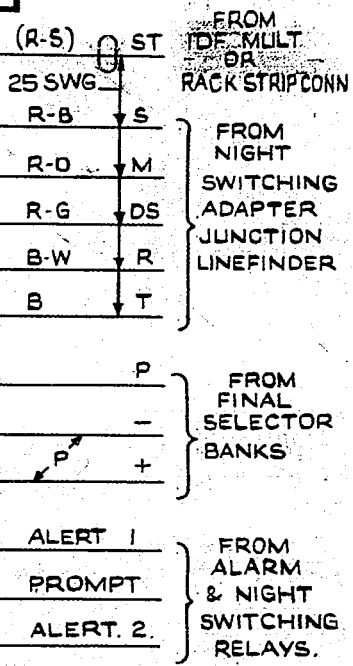 (R-S) ST
FROM
IDF MULT
OR
RACK STRIP CONN
25 SWG
R-B S
R-O M
R-G DS
B-W R
B T
FROM
NIGHT
SWITCHING
ADAPTER
JUNCTION
LINEFINDER
P
-
P +
FROM
FINAL
SELECTOR
BANKS
ALERT 1
PROMPT
ALERT. 2.
FROM
ALARM
& NIGHT
SWITCHING
RELAYS.